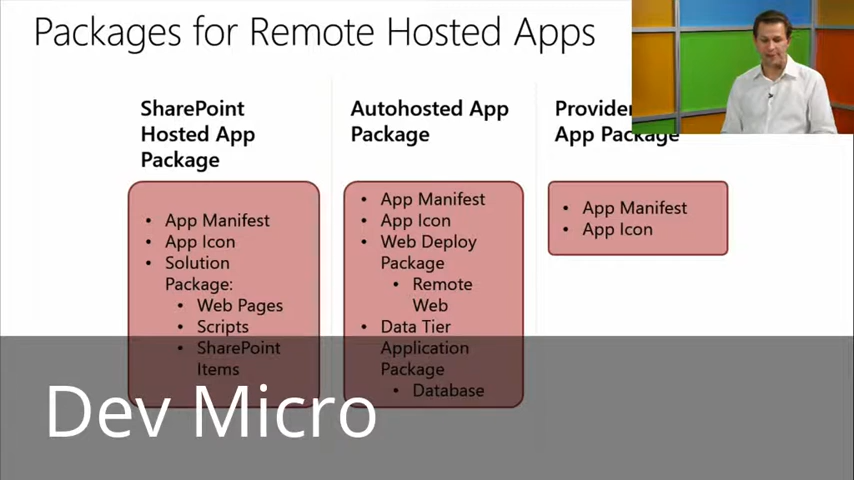 Packages for Remote Hosted Apps
SharePoint
Hosted App
Package
• App Manifest
• App Icon
• Solution
Package:
• Web Pages
• Scripts
• SharePoint
Items
Autohosted App
Package
• App Manifest
• App Icon
• Web Deploy
Package
• Remote
Web
• Data Tier
Application
Package
• Database
Provider
App Package
• App Manifest
• App Icon
Dev Micro